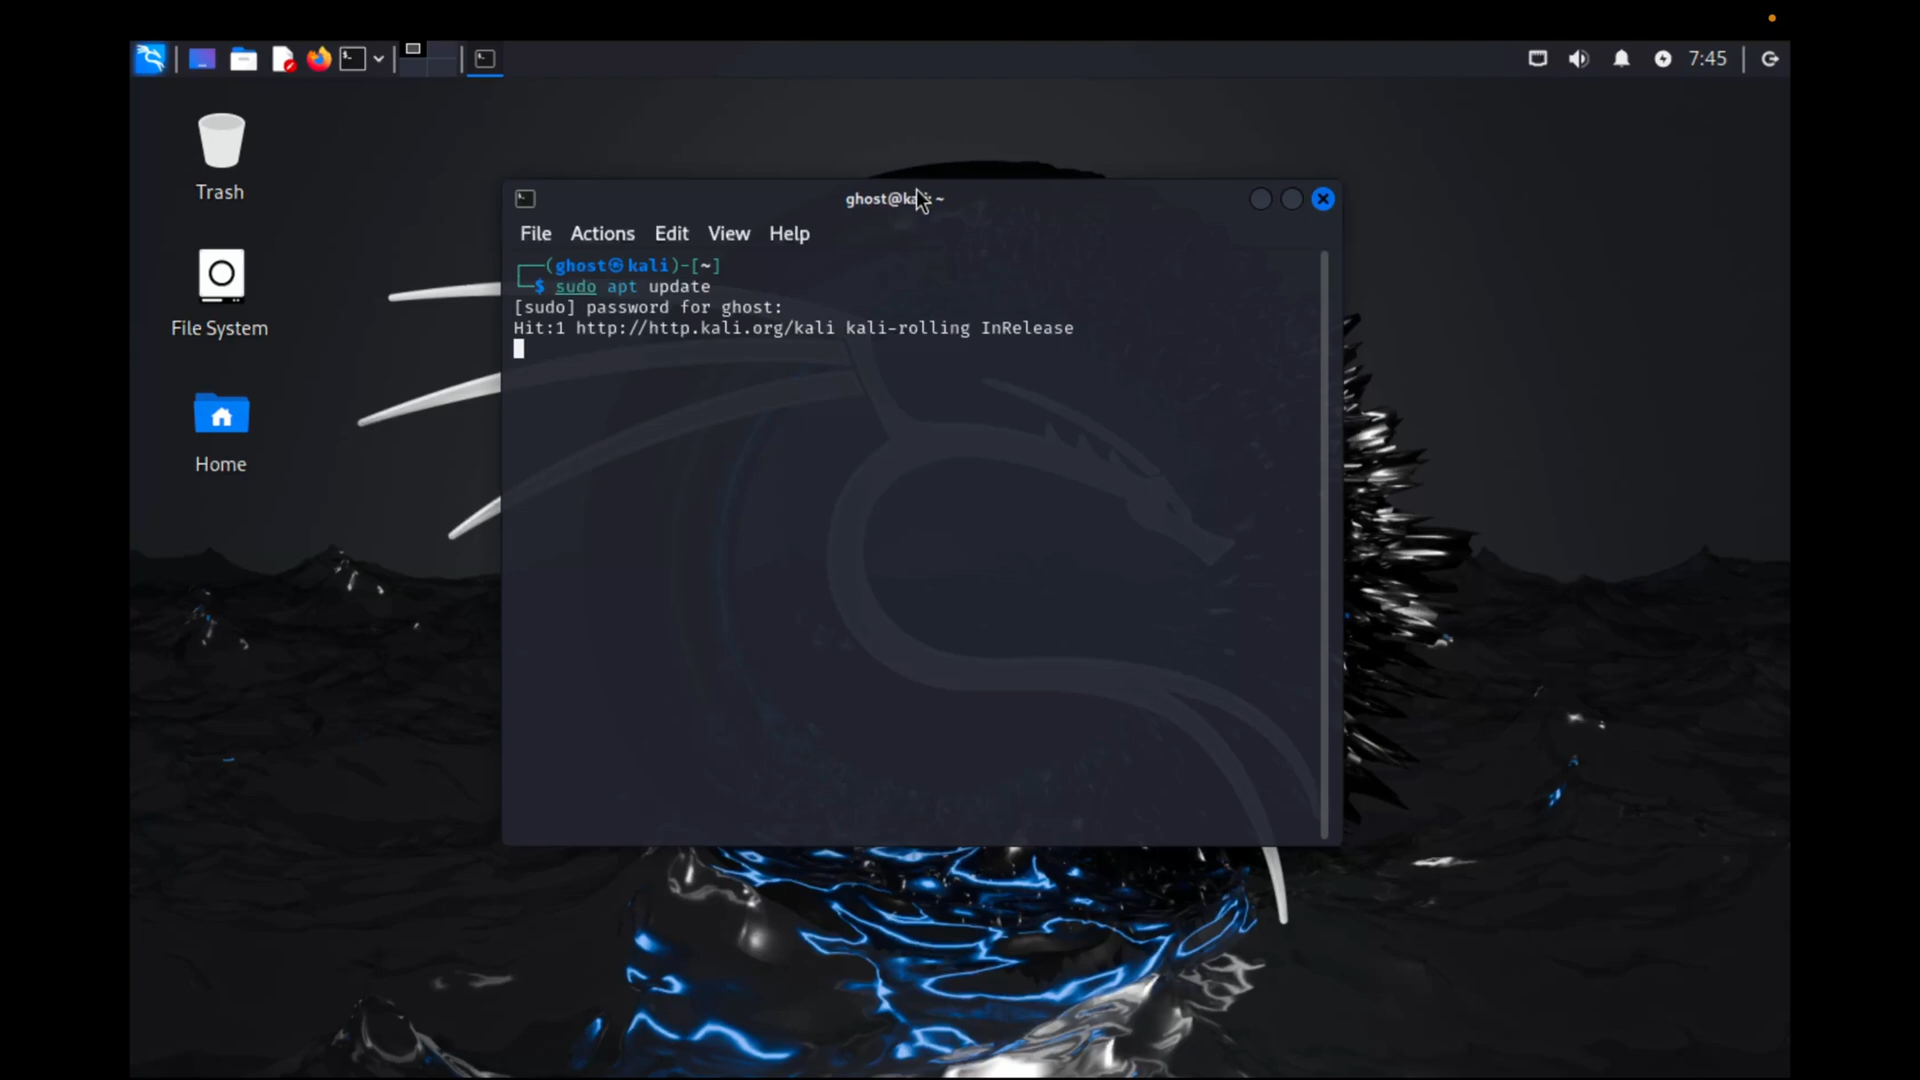 7:45
Trash
File System
Home
ghost@ka ~
File Actions Edit View Help
┌──(ghost㉿kali)-[~]
└─$ sudo apt update
[sudo] password for ghost:
Hit:1 http://http.kali.org/kali kali-rolling InRelease